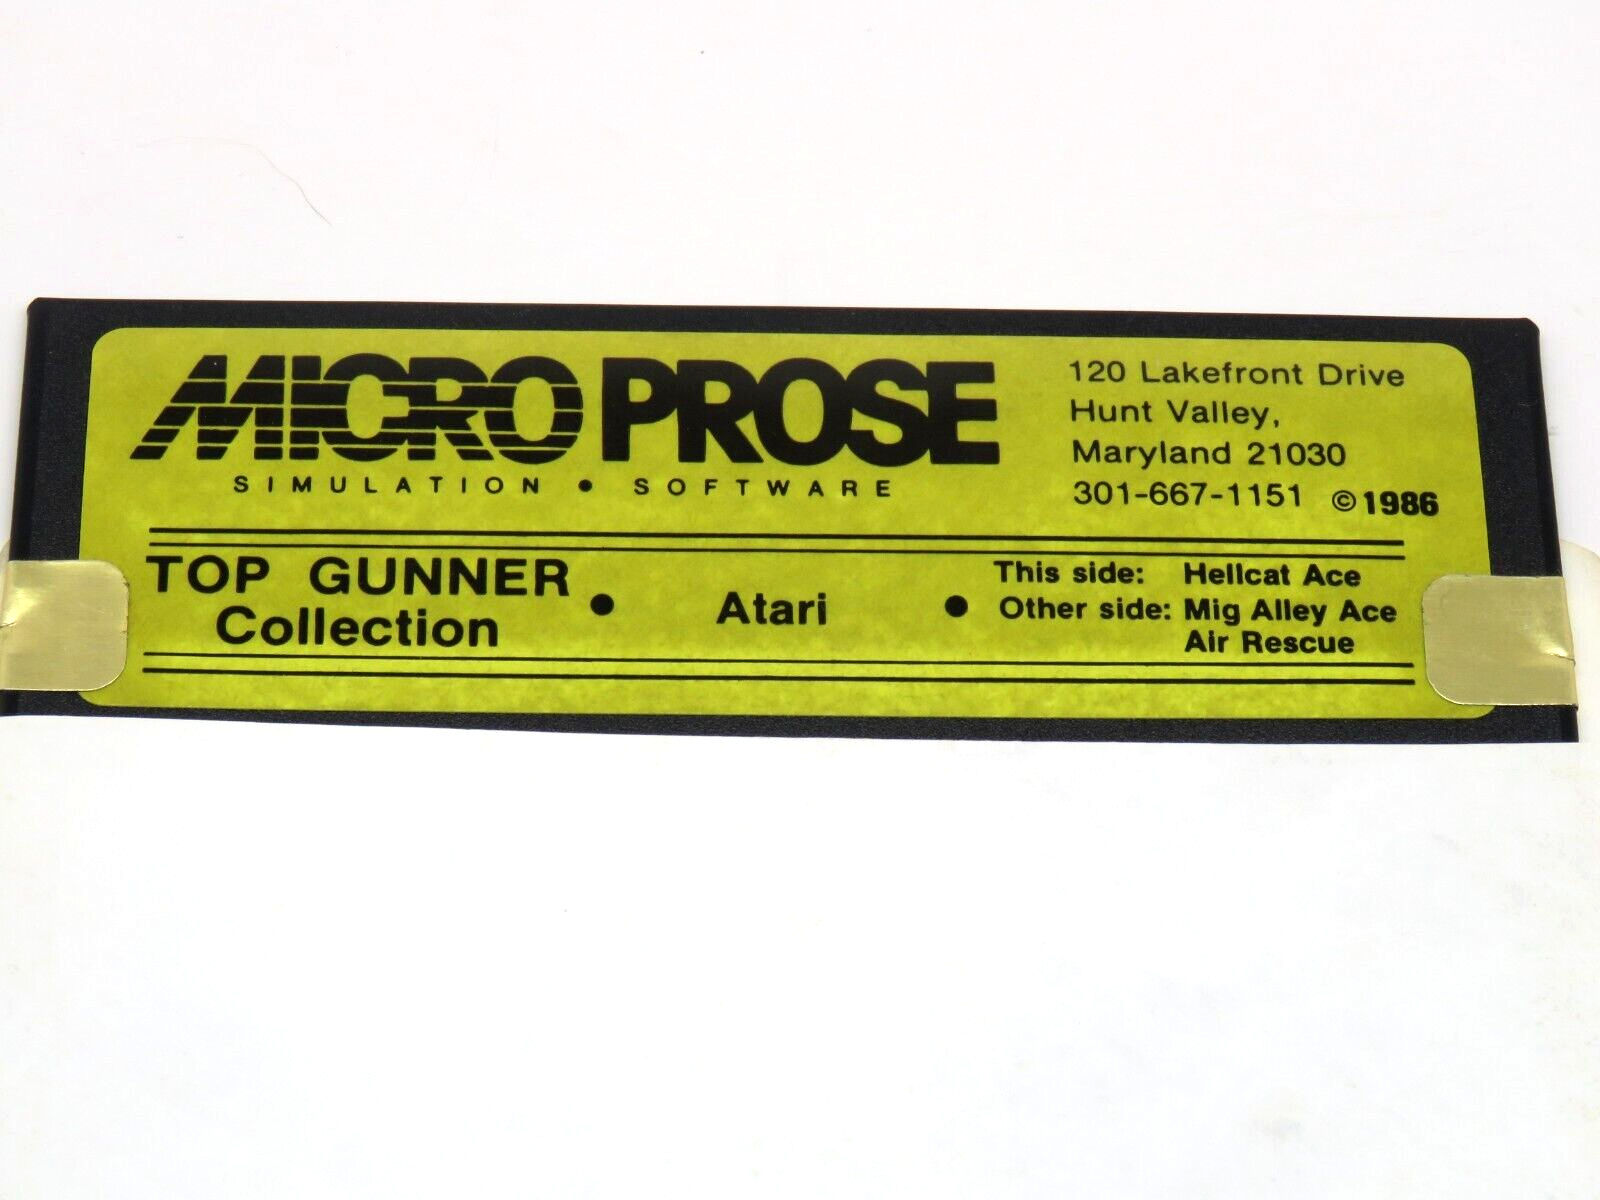 MICRO PROSE
SIMULATION • SOFTWARE
120 Lakefront Drive
Hunt Valley,
Maryland 21030
301-667-1151 ©1986
TOP GUNNER
Collection
• Atari •
This side: Hellcat Ace
Other side: Mig Alley Ace
Air Rescue